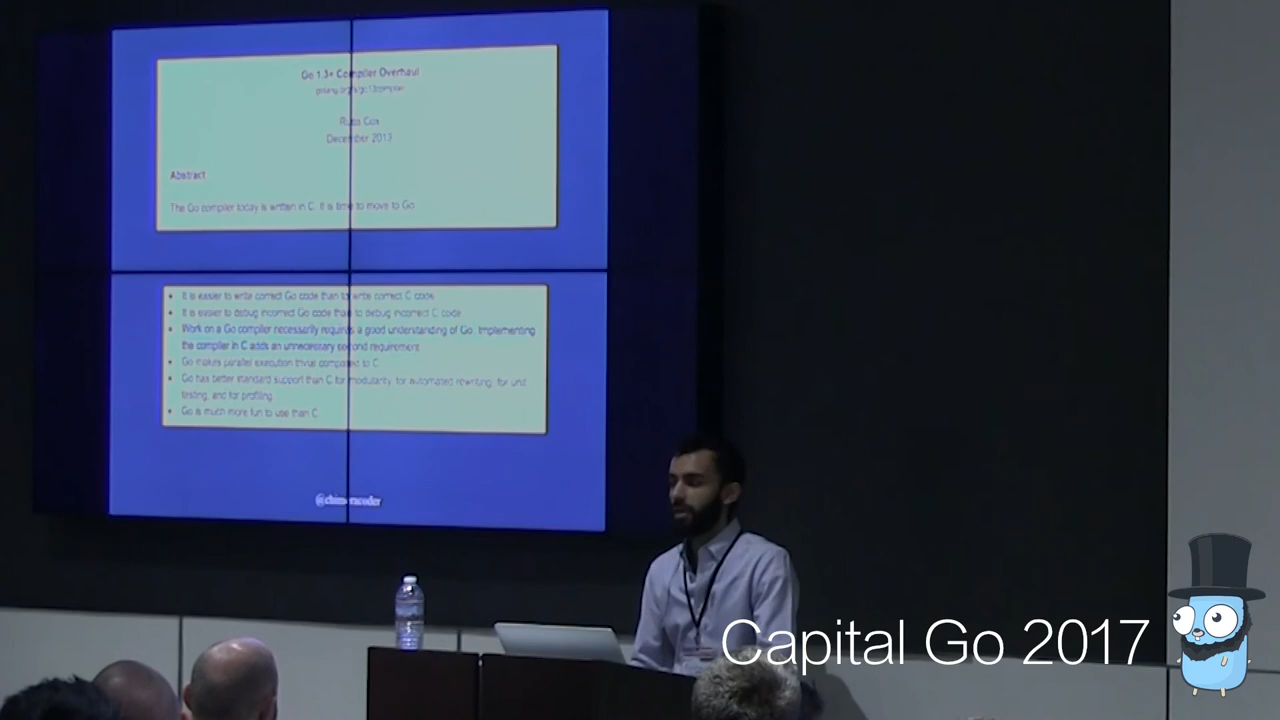 Go 1.3+ Compiler Overhaul
golang.org/s/go13compiler
Russ Cox
December 2013
Abstract
The Go compiler today is written in C. It is time to move to Go.
• It is easier to write correct Go code than to write correct C code.
• It is easier to debug incorrect Go code than to debug incorrect C code.
• Work on a Go compiler necessarily requires a good understanding of Go. Implementing
the compiler in C adds an unnecessary second requirement.
• Go makes parallel execution trivial compared to C.
• Go has better standard support than C for modularity, for automated rewriting, for unit
testing, and for profiling.
• Go is much more fun to use than C.
@chimeracoder
Capital Go 2017